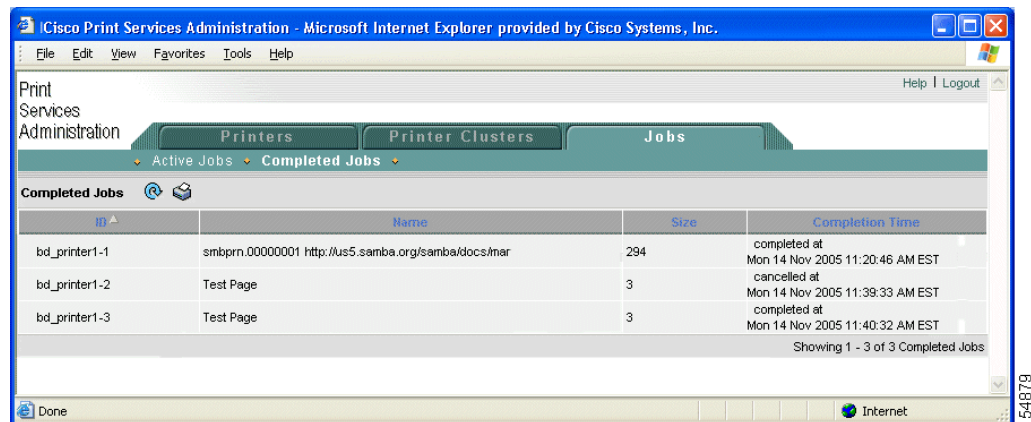 Cisco Print Services Administration - Microsoft Internet Explorer provided by Cisco Systems, Inc.
File Edit View Favorites Tools Help
Help | Logout
Print
Services
Administration
Printers Printer Clusters Jobs
Active Jobs Completed Jobs
Completed Jobs
ID Name Size Completion Time
bd_printer1-1 smbprn.00000001 http://us5.samba.org/samba/docs/mar 294 completed at
Mon 14 Nov 2005 11:20:46 AM EST
bd_printer1-2 Test Page 3 cancelled at
Mon 14 Nov 2005 11:39:33 AM EST
bd_printer1-3 Test Page 3 completed at
Mon 14 Nov 2005 11:40:32 AM EST
Showing 1 - 3 of 3 Completed Jobs
Done Internet
54879